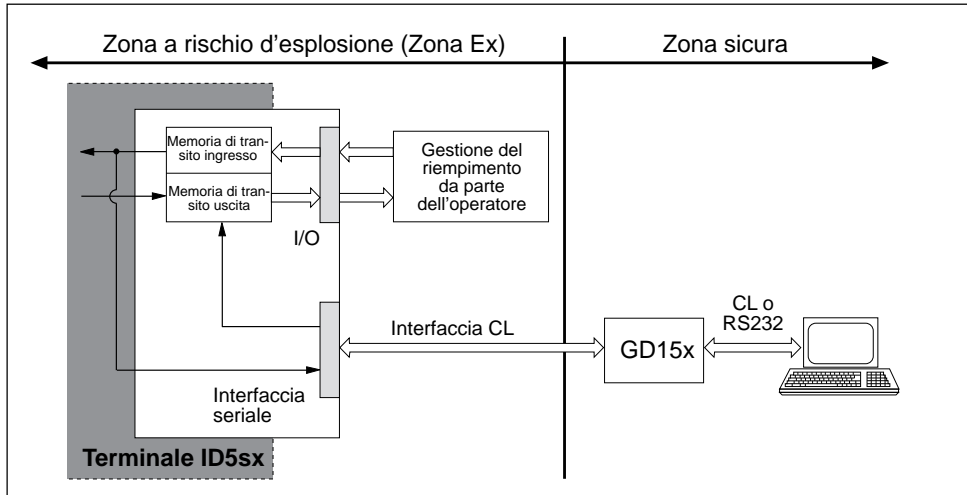 Zona a rischio d'esplosione (Zona Ex)
Zona sicura
Memoria di tran-
sito ingresso
Memoria di tran-
sito uscita
I/O
Gestione del
riempimento
da parte
dell'operatore
Interfaccia CL
GD15x
CL o
RS232
Interfaccia
seriale
Terminale ID5sx